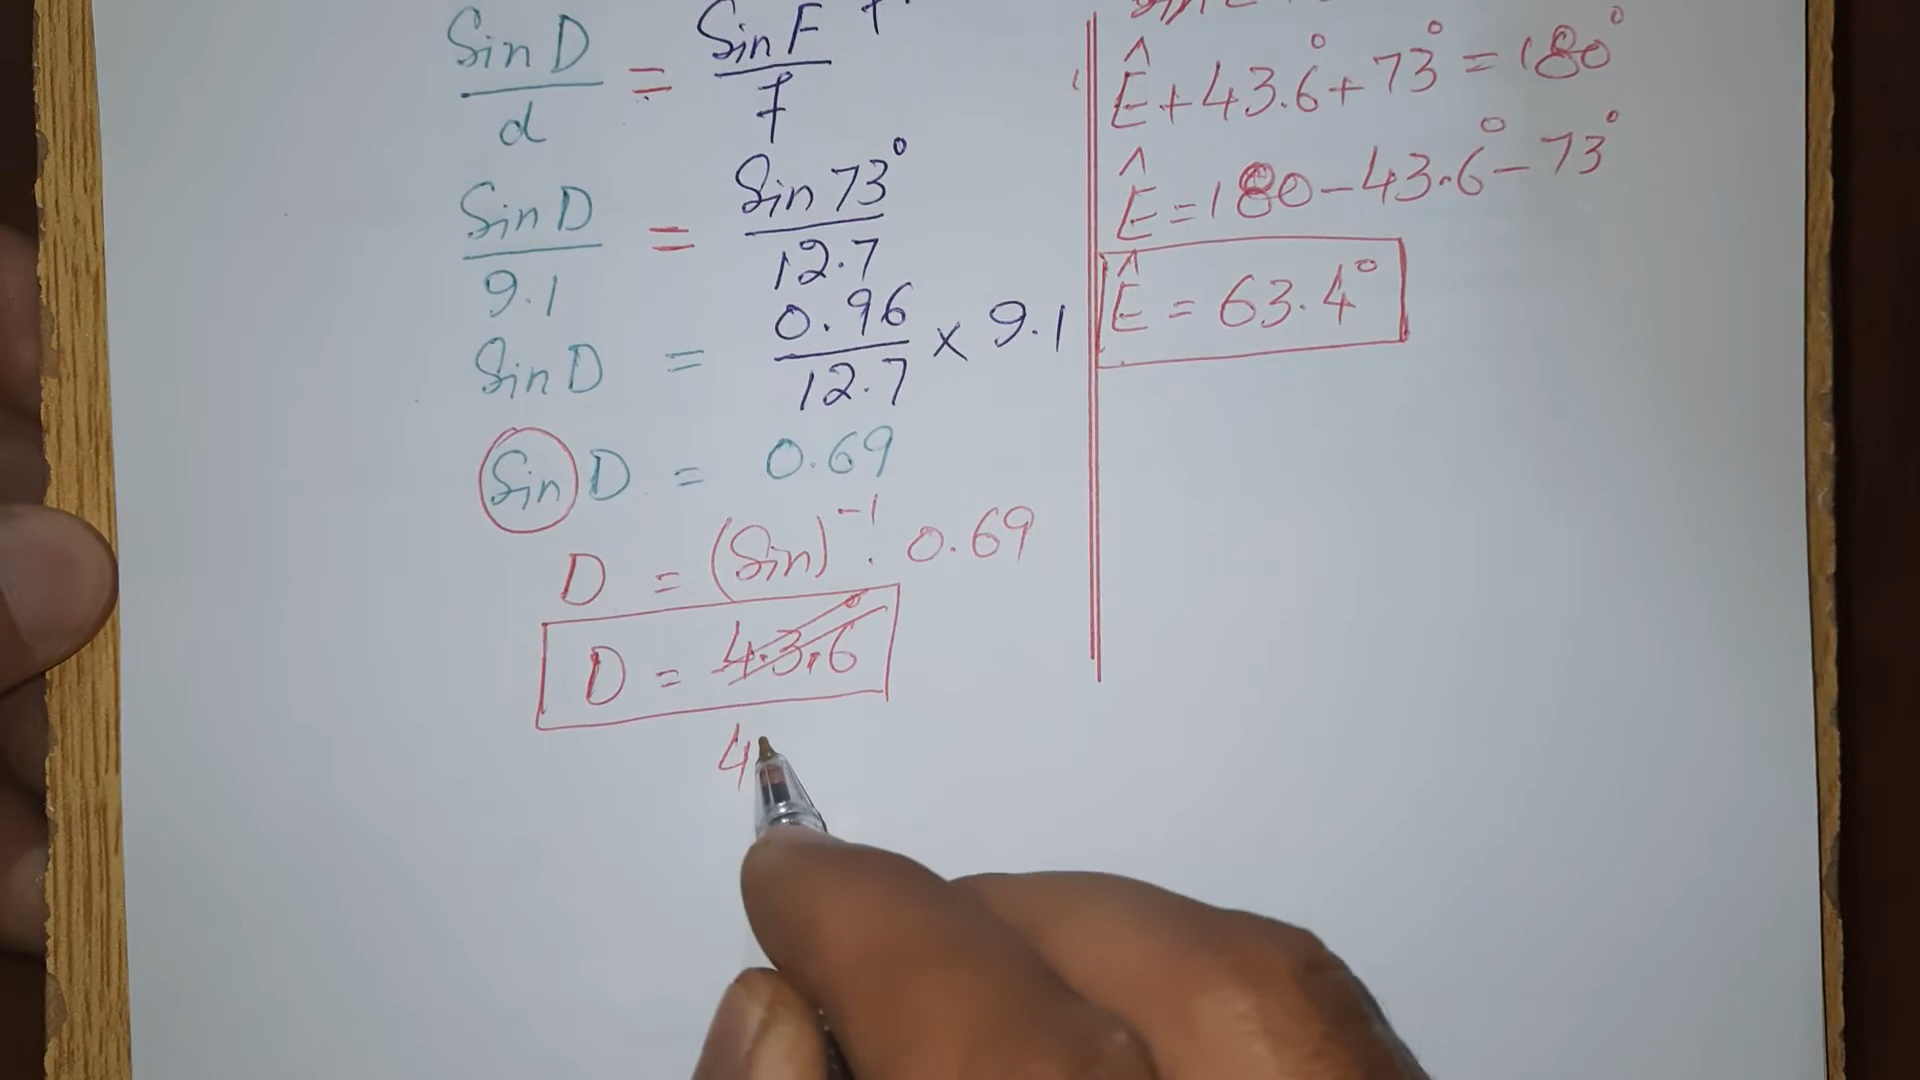 Sin D / d = Sin F / f
Sin D / 9.1 = Sin 73° / 12.7
Sin D = 0.96 / 12.7 × 9.1
Sin D = 0.69
D = (Sin)⁻¹. 0.69
D = 43.6°
4
Ê + 43.6° + 73° = 180°
Ê = 180 - 43.6° - 73°
Ê = 63.4°